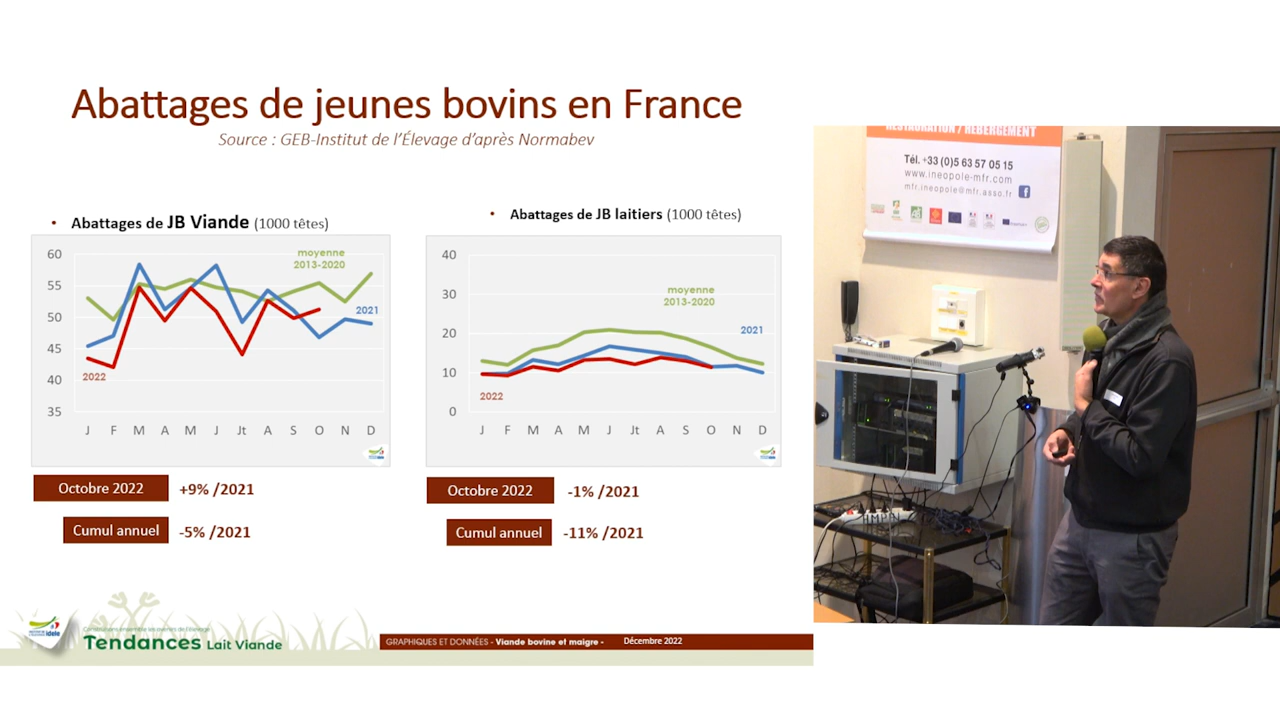 Abattages de jeunes bovins en France
Source : GEB-Institut de l'Élevage d'après Normabev
• Abattages de JB Viande (1000 têtes)
60
55
50
45
40
35
moyenne
2013-2020
2021
2022
J F M A M J Jt A S O N D
Octobre 2022 +9% /2021
Cumul annuel -5% /2021
• Abattages de JB laitiers (1000 têtes)
40
30
20
10
0
moyenne
2013-2020
2021
2022
J F M A M J Jt A S O N D
Octobre 2022 -1% /2021
Cumul annuel -11% /2021
idele
Tendances Lait Viande
GRAPHIQUES ET DONNÉES - Viande bovine et maigre - Décembre 2022
RESTAURATION / HÉBERGEMENT
Tél. +33 (0)5 63 57 05 15
www.ineopole-mfr.com
mfr.ineopole@mfr.asso.fr